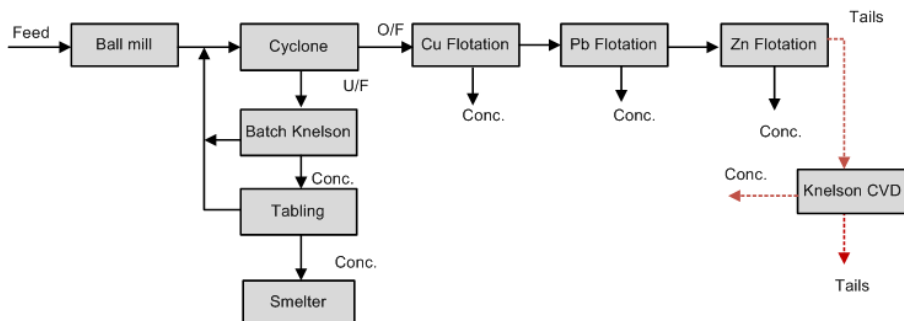 Feed
Ball mill
Cyclone
O/F
Cu Flotation
Pb Flotation
Zn Flotation
Tails
U/F
Conc.
Conc.
Conc.
Batch Knelson
Conc.
Conc.
Knelson CVD
Tabling
Conc.
Tails
Smelter